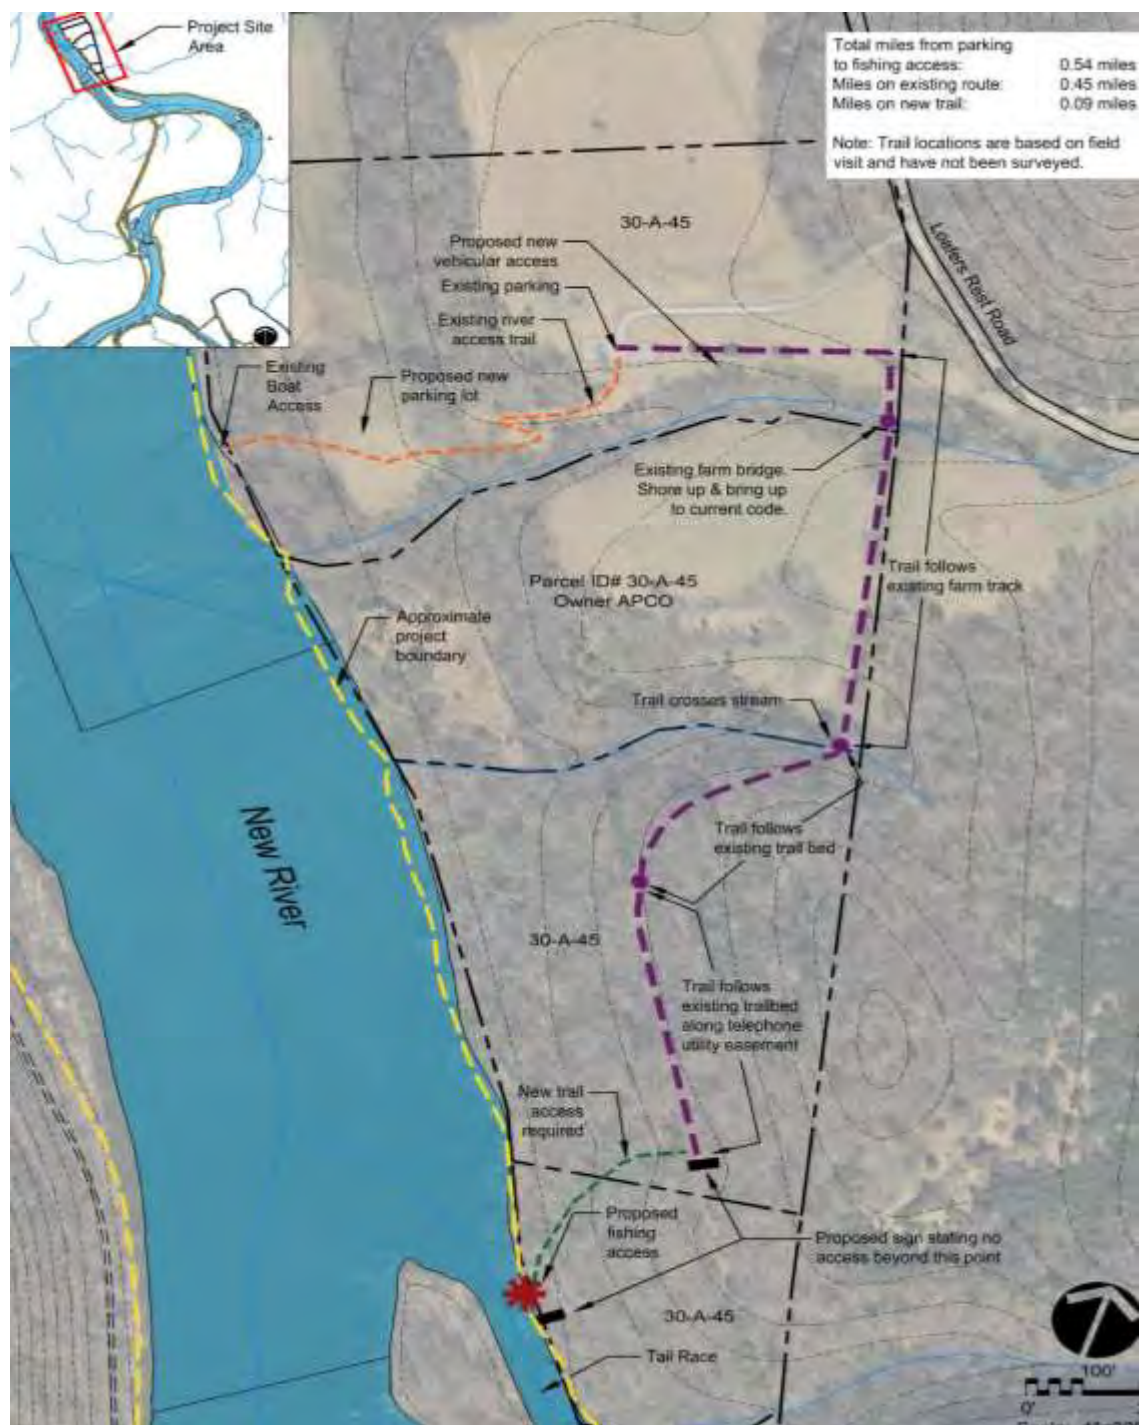 Project Site
Area
Total miles from parking
to fishing access: 0.54 miles
Miles on existing route: 0.45 miles
Miles on new trail: 0.09 miles
Note: Trail locations are based on field
visit and have not been surveyed.
30-A-45
Loafers Rest Road
Proposed new
vehicular access
Existing parking
Existing river
access trail
Existing
Boat
Access
Proposed new
parking lot
Existing farm bridge.
Shore up & bring up
to current code.
Trail follows
existing farm track
Parcel ID# 30-A-45
Owner APCO
Approximate
project
boundary
Trail crosses stream
New River
Trail follows
existing trail bed
30-A-45
Trail follows
existing trailbed
along telephone
utility easement
New trail
access
required
Proposed
fishing
access
Proposed sign stating no
access beyond this point
30-A-45
Tail Race
100'
0'